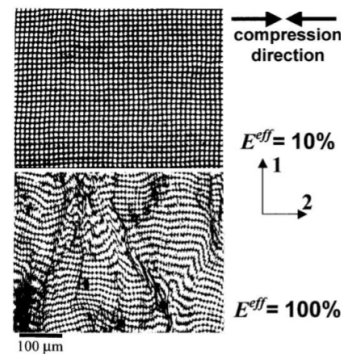 compression
direction
E^eff = 10%
1
2
E^eff = 100%
100 μm